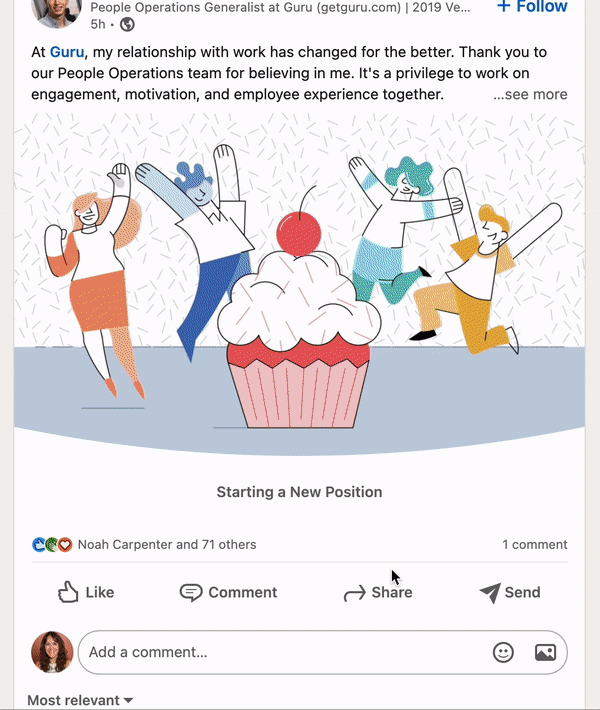 People Operations Generalist at Guru (getguru.com) | 2019 Ve...
+ Follow
5h •
At Guru, my relationship with work has changed for the better. Thank you to
our People Operations team for believing in me. It's a privilege to work on
engagement, motivation, and employee experience together.
...see more
Starting a New Position
Noah Carpenter and 71 others
1 comment
Like
Comment
Share
Send
Add a comment...
Most relevant